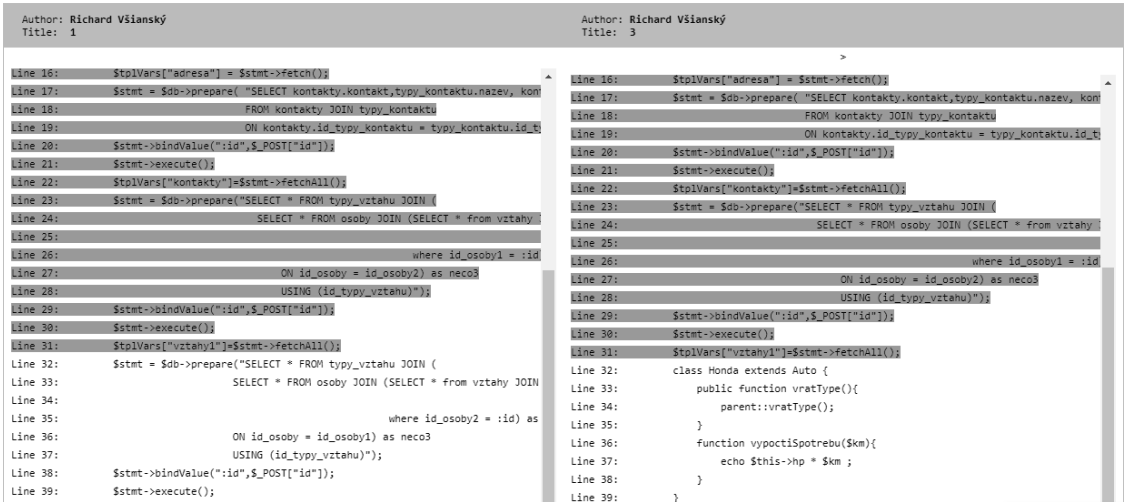 Author: Richard Všianský
Title: 1
Line 16: $tplVars["adresa"] = $stmt->fetch();
Line 17: $stmt = $db->prepare( "SELECT kontakty.kontakt,typy_kontaktu.nazev, kon
Line 18: FROM kontakty JOIN typy_kontaktu
Line 19: ON kontakty.id_typy_kontaktu = typy_kontaktu.id_t
Line 20: $stmt->bindValue(":id",$_POST["id"]);
Line 21: $stmt->execute();
Line 22: $tplVars["kontakty"]=$stmt->fetchAll();
Line 23: $stmt = $db->prepare("SELECT * FROM typy_vztahu JOIN (
Line 24: SELECT * FROM osoby JOIN (SELECT * from vztahy
Line 25:
Line 26: where id_osoby1 = :id
Line 27: ON id_osoby = id_osoby2) as neco3
Line 28: USING (id_typy_vztahu)");
Line 29: $stmt->bindValue(":id",$_POST["id"]);
Line 30: $stmt->execute();
Line 31: $tplVars["vztahy1"]=$stmt->fetchAll();
Line 32: $stmt = $db->prepare("SELECT * FROM typy_vztahu JOIN (
Line 33: SELECT * FROM osoby JOIN (SELECT * from vztahy JOIN
Line 34:
Line 35: where id_osoby2 = :id) as
Line 36: ON id_osoby = id_osoby1) as neco3
Line 37: USING (id_typy_vztahu)");
Line 38: $stmt->bindValue(":id",$_POST["id"]);
Line 39: $stmt->execute();
Author: Richard Všianský
Title: 3
>
Line 16: $tplVars["adresa"] = $stmt->fetch();
Line 17: $stmt = $db->prepare( "SELECT kontakty.kontakt,typy_kontaktu.nazev, kon
Line 18: FROM kontakty JOIN typy_kontaktu
Line 19: ON kontakty.id_typy_kontaktu = typy_kontaktu.id_t
Line 20: $stmt->bindValue(":id",$_POST["id"]);
Line 21: $stmt->execute();
Line 22: $tplVars["kontakty"]=$stmt->fetchAll();
Line 23: $stmt = $db->prepare("SELECT * FROM typy_vztahu JOIN (
Line 24: SELECT * FROM osoby JOIN (SELECT * from vztahy
Line 25:
Line 26: where id_osoby1 = :id
Line 27: ON id_osoby = id_osoby2) as neco3
Line 28: USING (id_typy_vztahu)");
Line 29: $stmt->bindValue(":id",$_POST["id"]);
Line 30: $stmt->execute();
Line 31: $tplVars["vztahy1"]=$stmt->fetchAll();
Line 32: class Honda extends Auto {
Line 33: public function vratType(){
Line 34: parent::vratType();
Line 35: }
Line 36: function vypoctiSpotrebu($km){
Line 37: echo $this->hp * $km ;
Line 38: }
Line 39: }